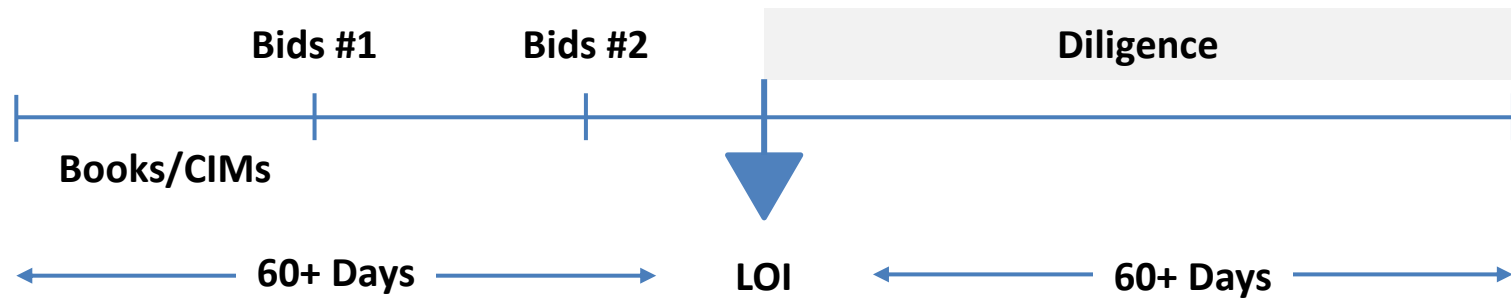 Bids #1
Bids #2
Diligence
Books/CIMs
60+ Days
LOI
60+ Days